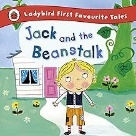 Ladybird First Favourite Tales
Jack and the
Beanstalk